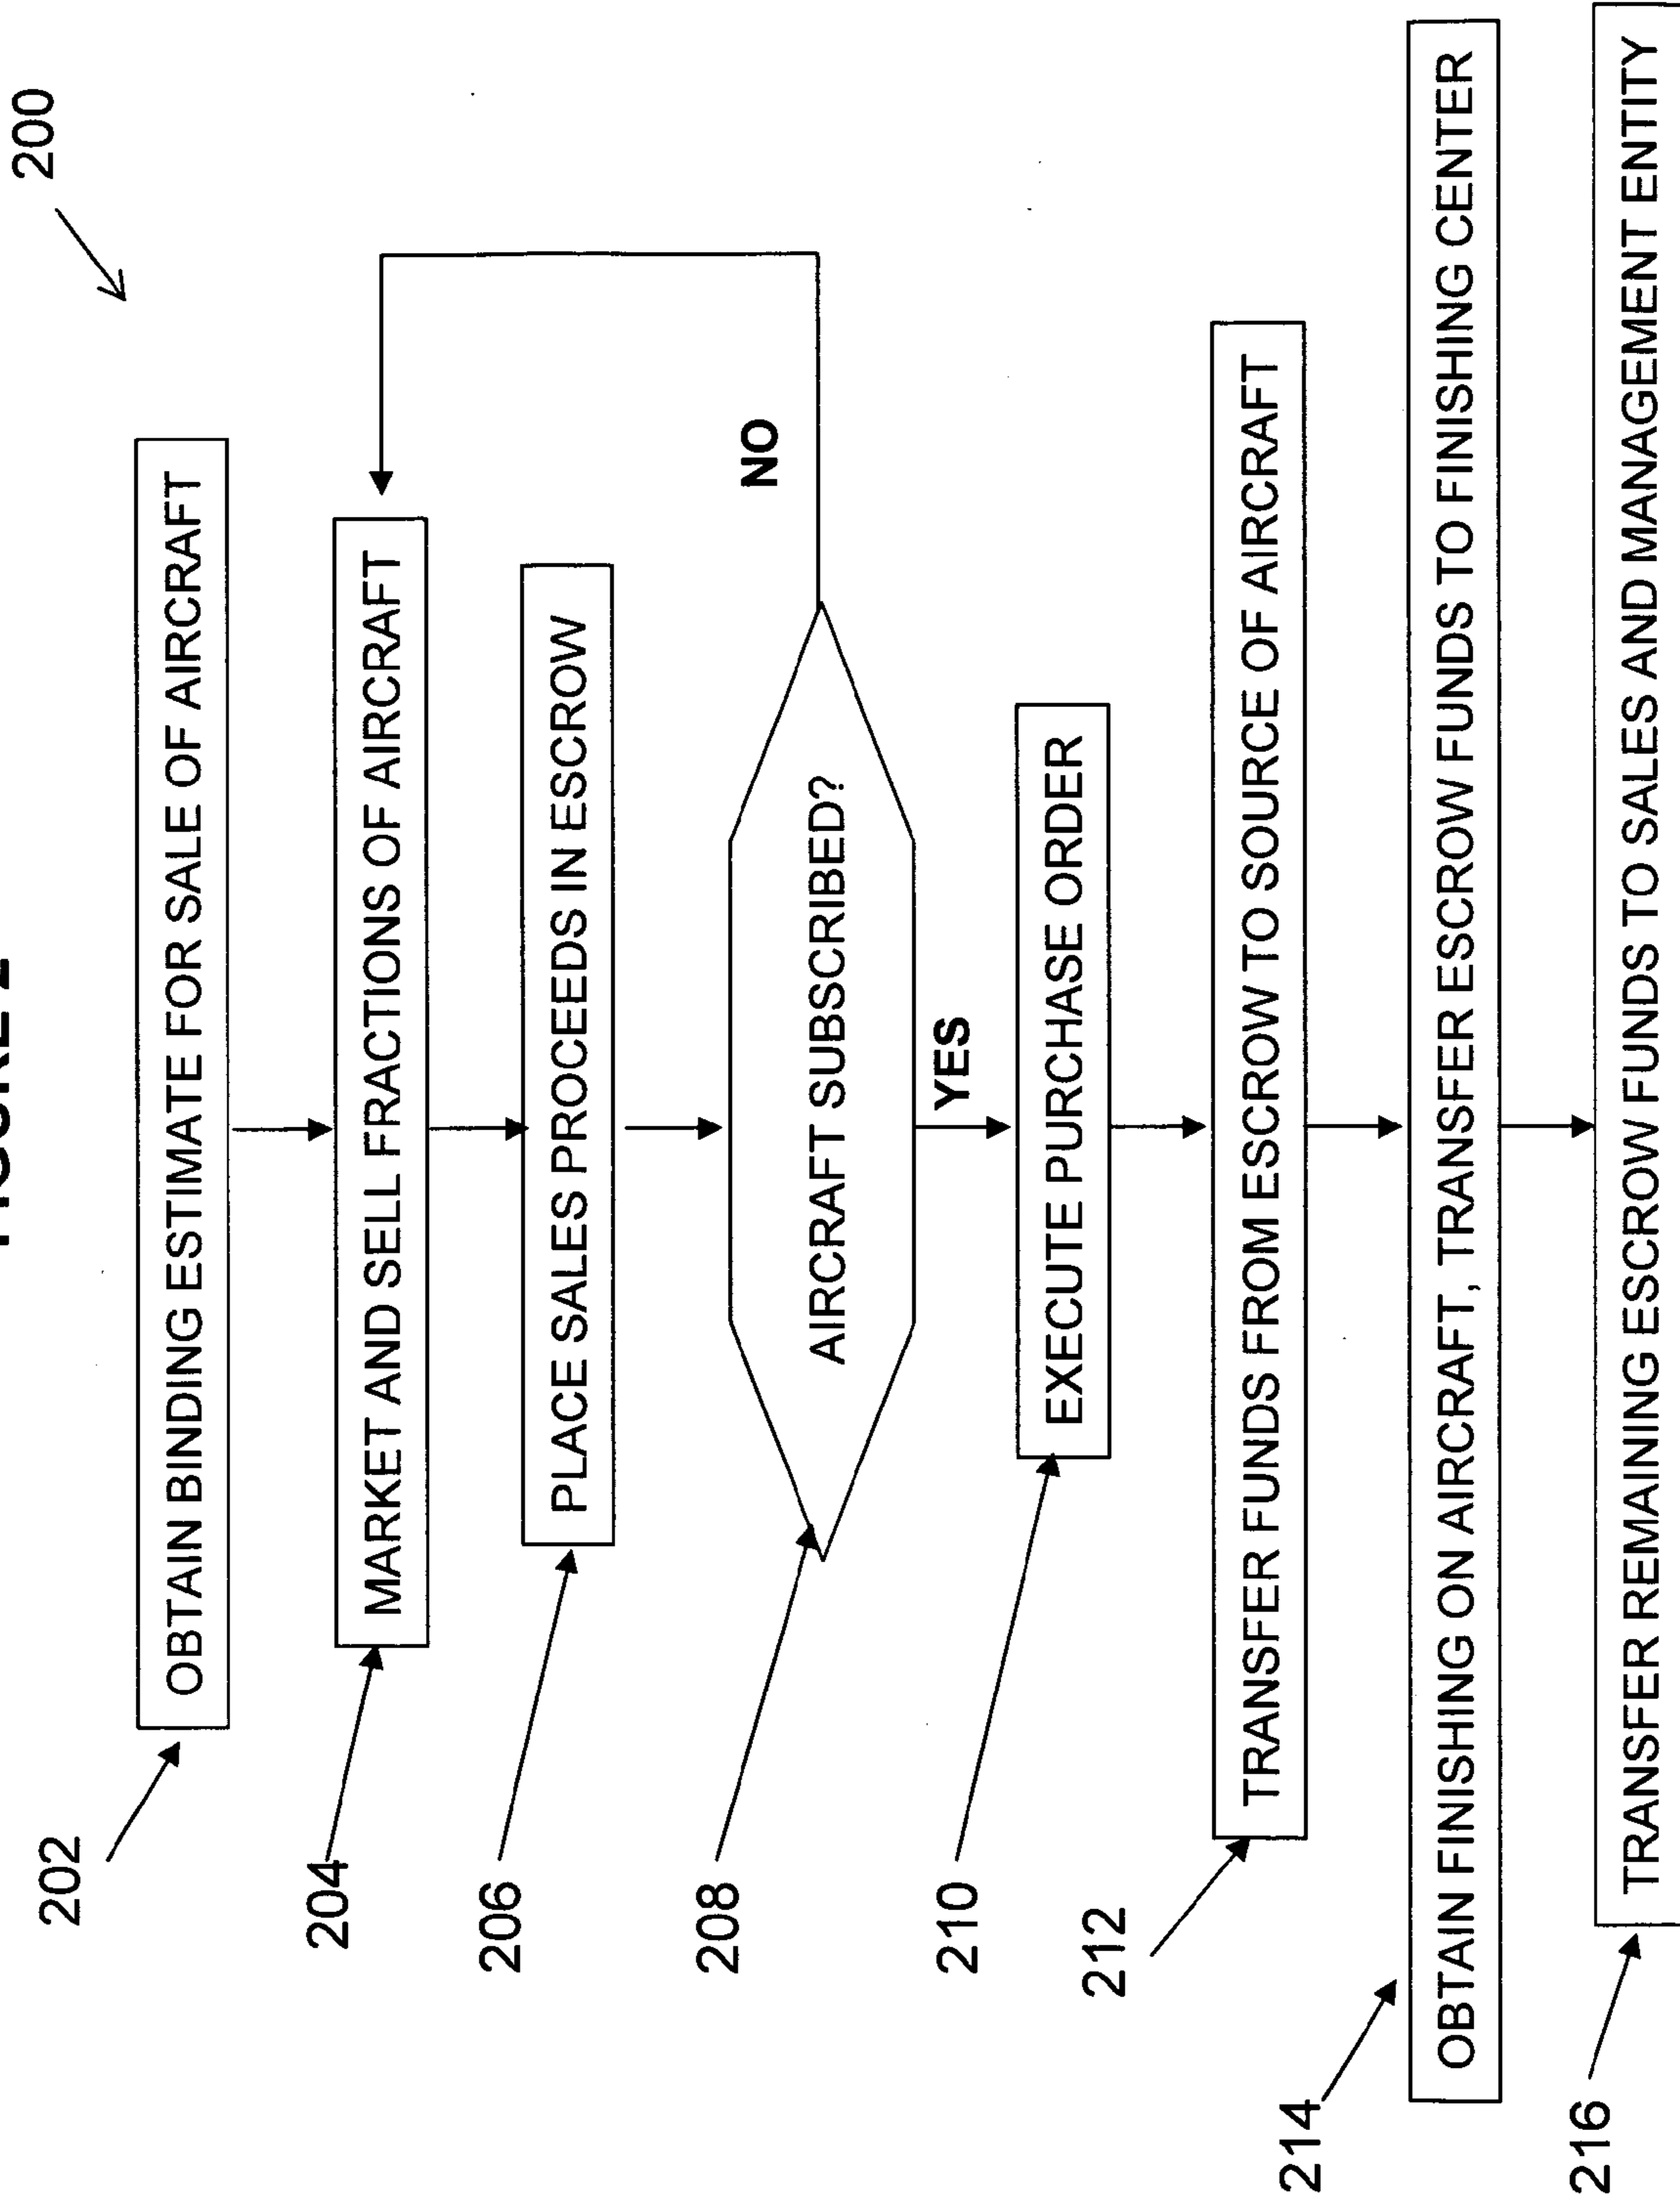 FIGURE 2
200
202
OBTAIN BINDING ESTIMATE FOR SALE OF AIRCRAFT
204
MARKET AND SELL FRACTIONS OF AIRCRAFT
206
PLACE SALES PROCEEDS IN ESCROW
208
AIRCRAFT SUBSCRIBED?
NO
YES
210
EXECUTE PURCHASE ORDER
212
TRANSFER FUNDS FROM ESCROW TO SOURCE OF AIRCRAFT
214
OBTAIN FINISHING ON AIRCRAFT, TRANSFER ESCROW FUNDS TO FINISHING CENTER
216
TRANSFER REMAINING ESCROW FUNDS TO SALES AND MANAGEMENT ENTITY